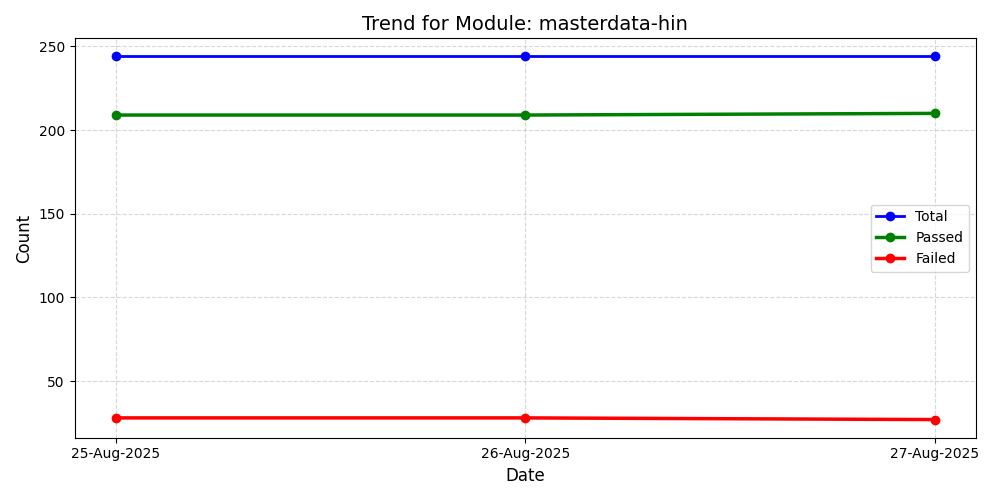 Trend for Module: masterdata-hin
250
200
150
100
50
Count
Total
Passed
Failed
25-Aug-2025
26-Aug-2025
27-Aug-2025
Date